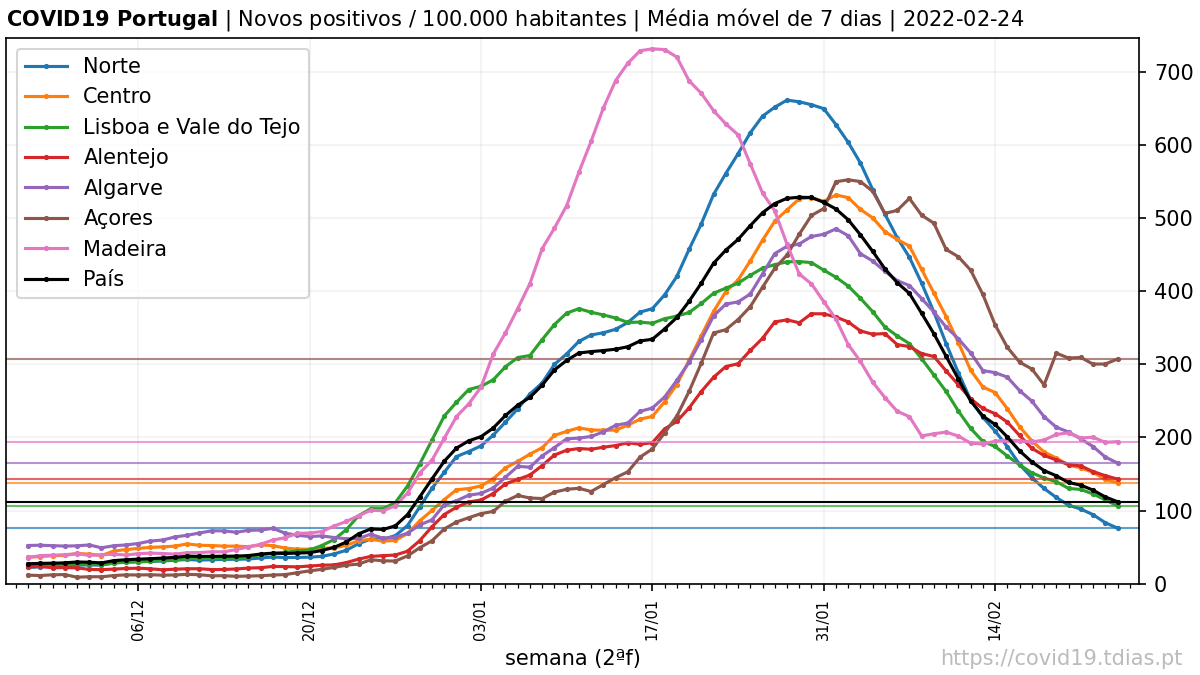 COVID19 Portugal | Novos positivos / 100.000 habitantes | Média móvel de 7 dias | 2022-02-24
Norte
Centro
Lisboa e Vale do Tejo
Alentejo
Algarve
Açores
Madeira
País
700
600
500
400
300
200
100
0
06/12
20/12
03/01
17/01
31/01
14/02
semana (2ªf)
https://covid19.tdias.pt